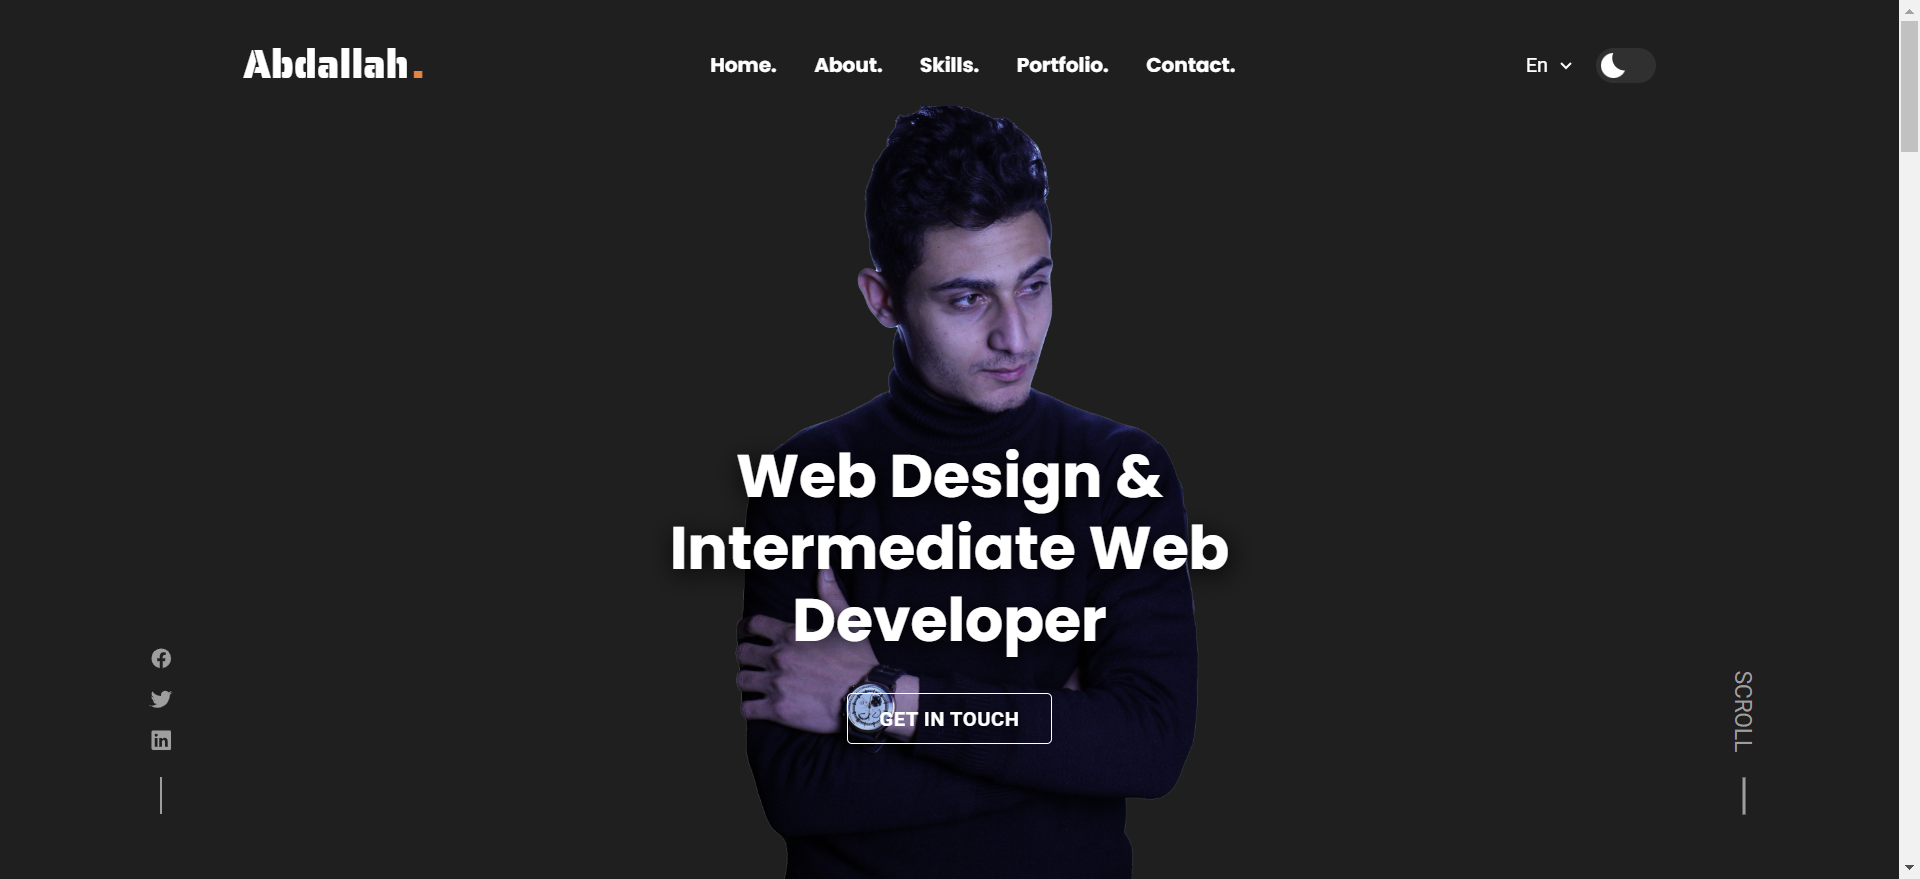 Abdallah.
Home. About. Skills. Portfolio. Contact.
En
Web Design &
Intermediate Web
Developer
GET IN TOUCH
SCROLL